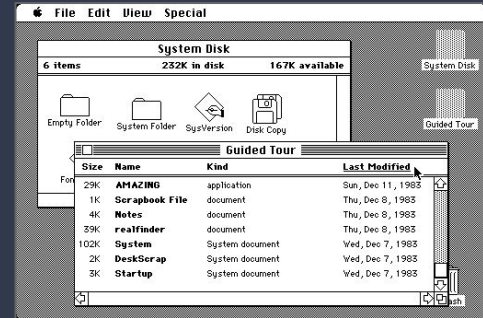 File Edit View Special
System Disk
6 items 232K in disk 167K available
Empty Folder System Folder SysVersion Disk Copy
System Disk
Guided Tour
Fon
Guided Tour
Size Name Kind Last Modified
29K AMAZING application Sun, Dec 11, 1983
1K Scrapbook File document Thu, Dec 8, 1983
4K Notes document Thu, Dec 8, 1983
39K realfinder document Thu, Dec 8, 1983
102K System System document Wed, Dec 7, 1983
2K DeskScrap System document Wed, Dec 7, 1983
3K Startup System document Wed, Dec 7, 1983
ash